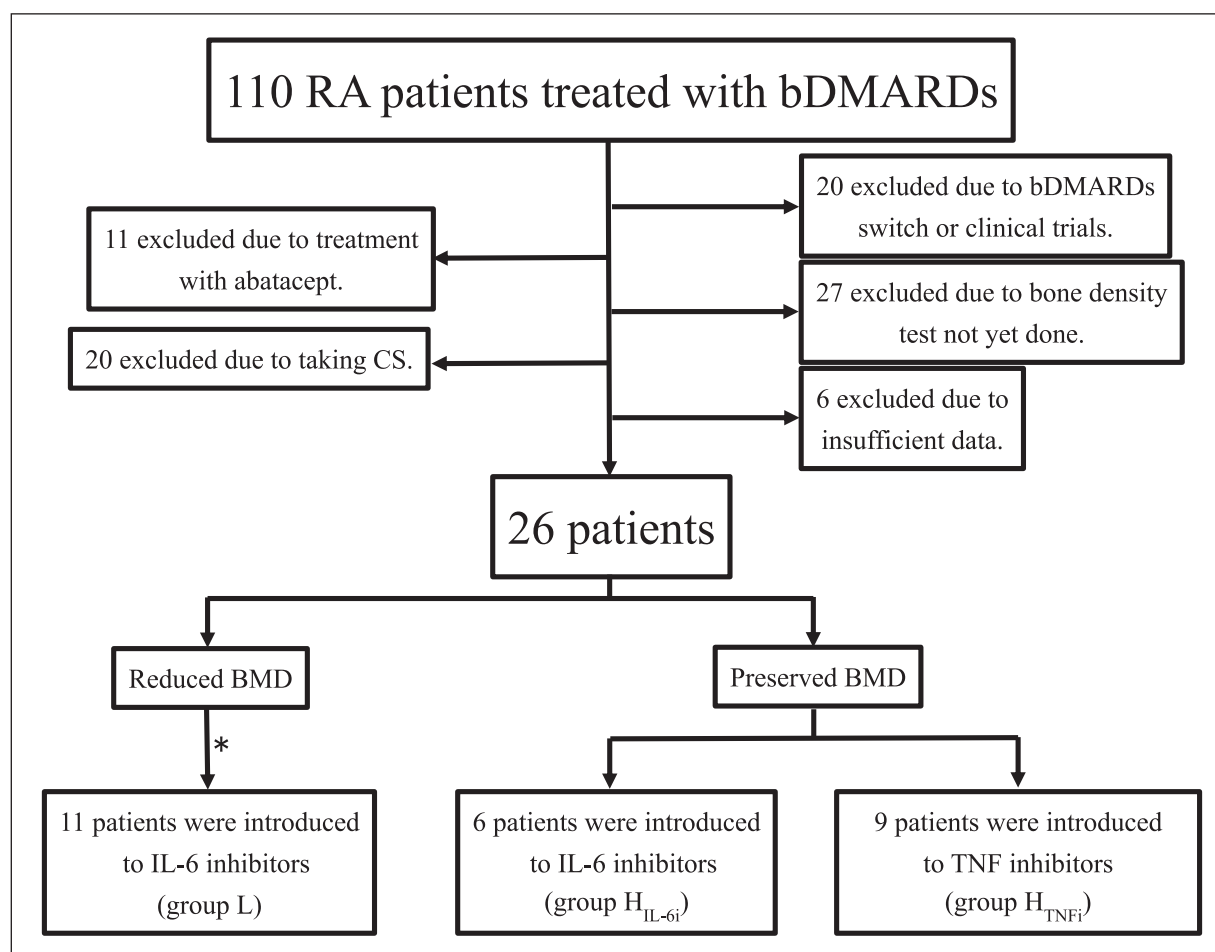 110 RA patients treated with bDMARDs
20 excluded due to bDMARDs
switch or clinical trials.
11 excluded due to treatment
with abatacept.
27 excluded due to bone density
test not yet done.
20 excluded due to taking CS.
6 excluded due to
insufficient data.
26 patients
Reduced BMD
Preserved BMD
*
11 patients were introduced
to IL-6 inhibitors
(group L)
6 patients were introduced
to IL-6 inhibitors
(group H IL-6i)
9 patients were introduced
to TNF inhibitors
(group H TNFi)